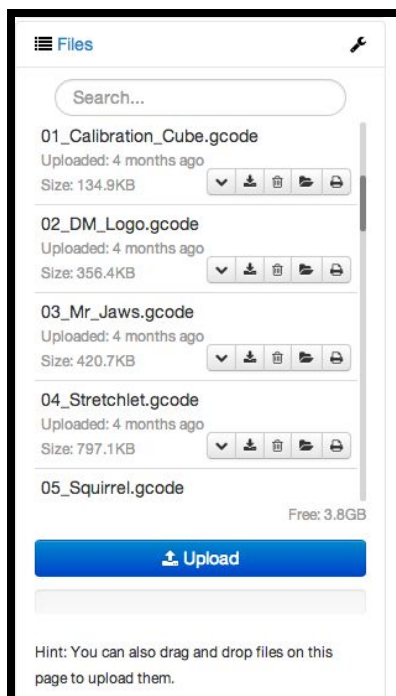 Files
Search...
01_Calibration_Cube.gcode
Uploaded: 4 months ago
Size: 134.9KB
02_DM_Logo.gcode
Uploaded: 4 months ago
Size: 356.4KB
03_Mr_Jaws.gcode
Uploaded: 4 months ago
Size: 420.7KB
04_Stretchlet.gcode
Uploaded: 4 months ago
Size: 797.1KB
05_Squirrel.gcode
Free: 3.8GB
Upload
Hint: You can also drag and drop files on this
page to upload them.